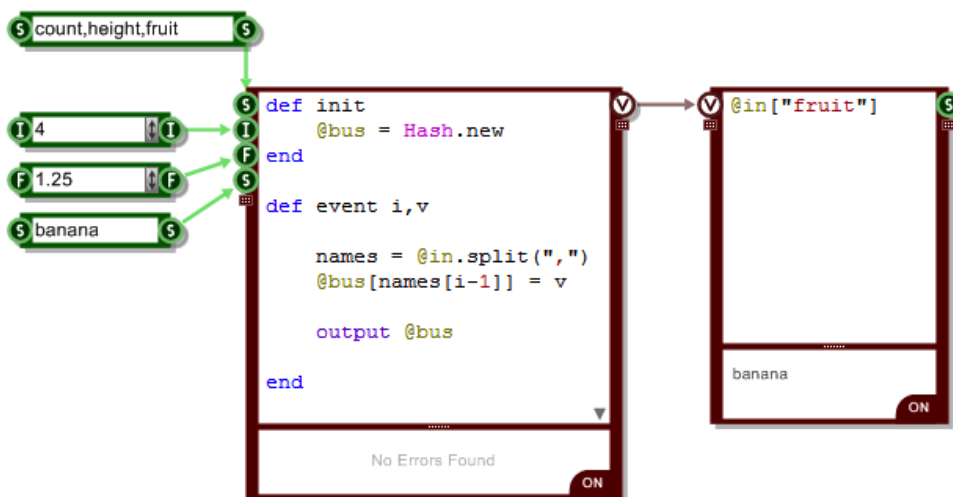 S count,height,fruit S
I 4 I
F 1.25 F
S banana S
S
I
F
S
def init
@bus = Hash.new
end
def event i,v
names = @in.split(",")
@bus[names[i-1]] = v
output @bus
end
No Errors Found
ON
V
V
@in["fruit"]
S
banana
ON